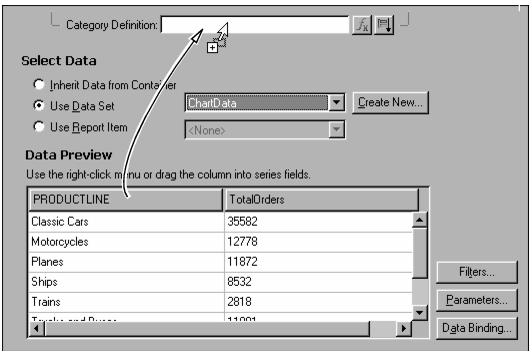 Category Definition:
fx
Select Data
Inherit Data from Container
Use Data Set
ChartData
Create New...
Use Report Item
<None>
Data Preview
Use the right-click menu or drag the column into series fields.
PRODUCTLINE TotalOrders
Classic Cars 35582
Motorcycles 12778
Planes 11872
Ships 8532
Trains 2818
Filters...
Parameters...
Data Binding...